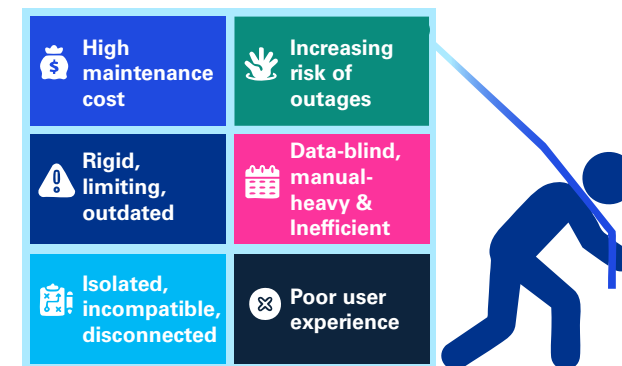 High
maintenance
cost
Increasing
risk of
outages
Rigid,
limiting,
outdated
Data-blind,
manual-
heavy &
Inefficient
Isolated,
incompatible,
disconnected
Poor user
experience